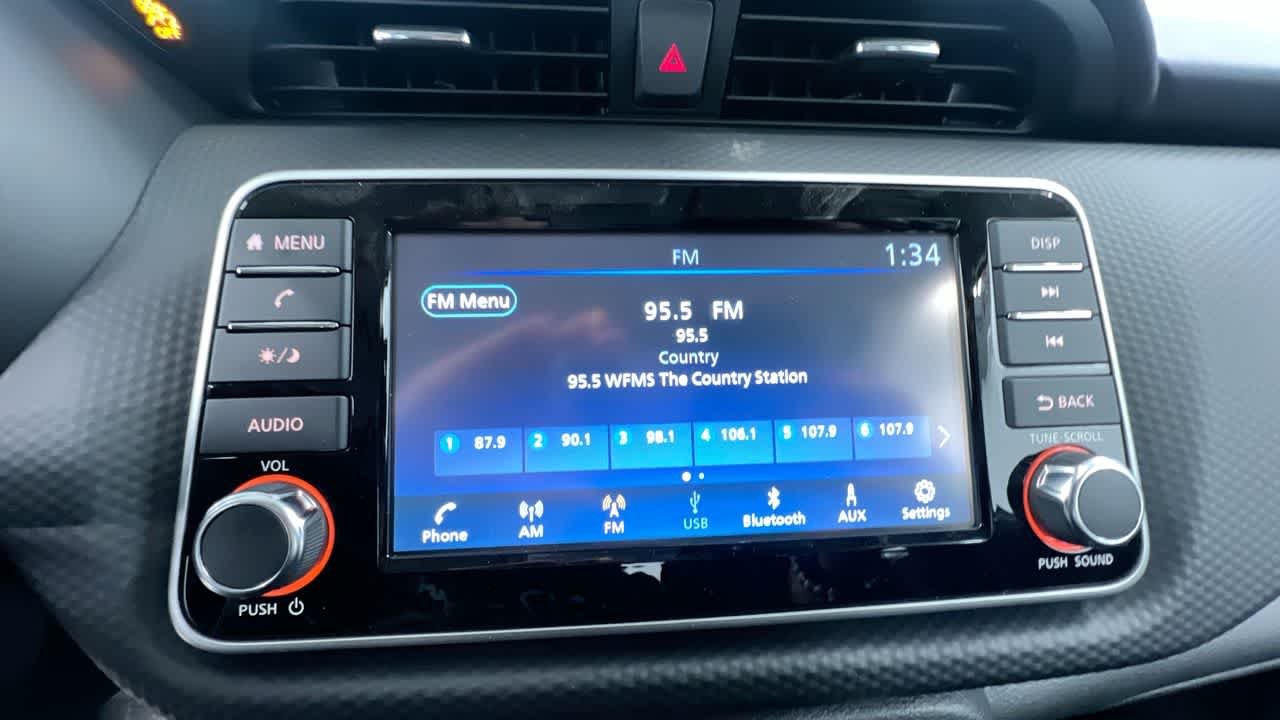 MENU
AUDIO
VOL
PUSH
FM
1:34
FM Menu
95.5 FM
95.5
Country
95.5 WFMS The Country Station
1 87.9 2 90.1 3 98.1 4 106.1 5 107.9 6 107.9
Phone AM FM USB Bluetooth AUX Settings
DISP
BACK
TUNE·SCROLL
PUSH SOUND